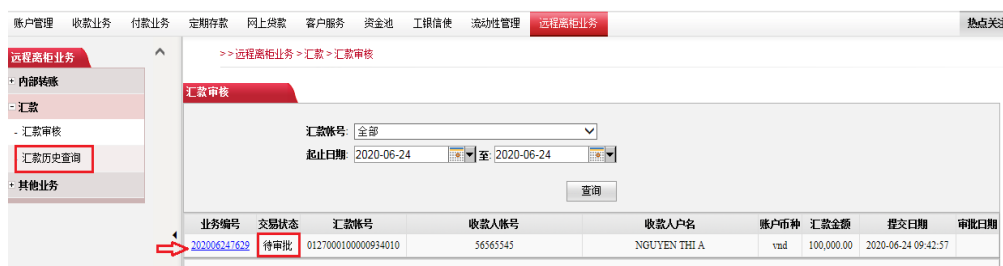 账户管理 收款业务 付款业务 定期存款 网上贷款 客户服务 资金池 工银信使 流动性管理 远程离柜业务 热点关注
远程离柜业务
>>远程离柜业务>汇款>汇款审核
+ 内部转账
- 汇款
- 汇款审核
汇款历史查询
+ 其他业务
汇款审核
汇款帐号: 全部
起止日期: 2020-06-24 至: 2020-06-24
查询
业务编号 交易状态 汇款帐号 收款人帐号 收款人户名 账户币种 汇款金额 提交日期 审批日期
202006247629 待审批 0127000100000934010 56565545 NGUYEN THI A vnd 100,000.00 2020-06-24 09:42:57